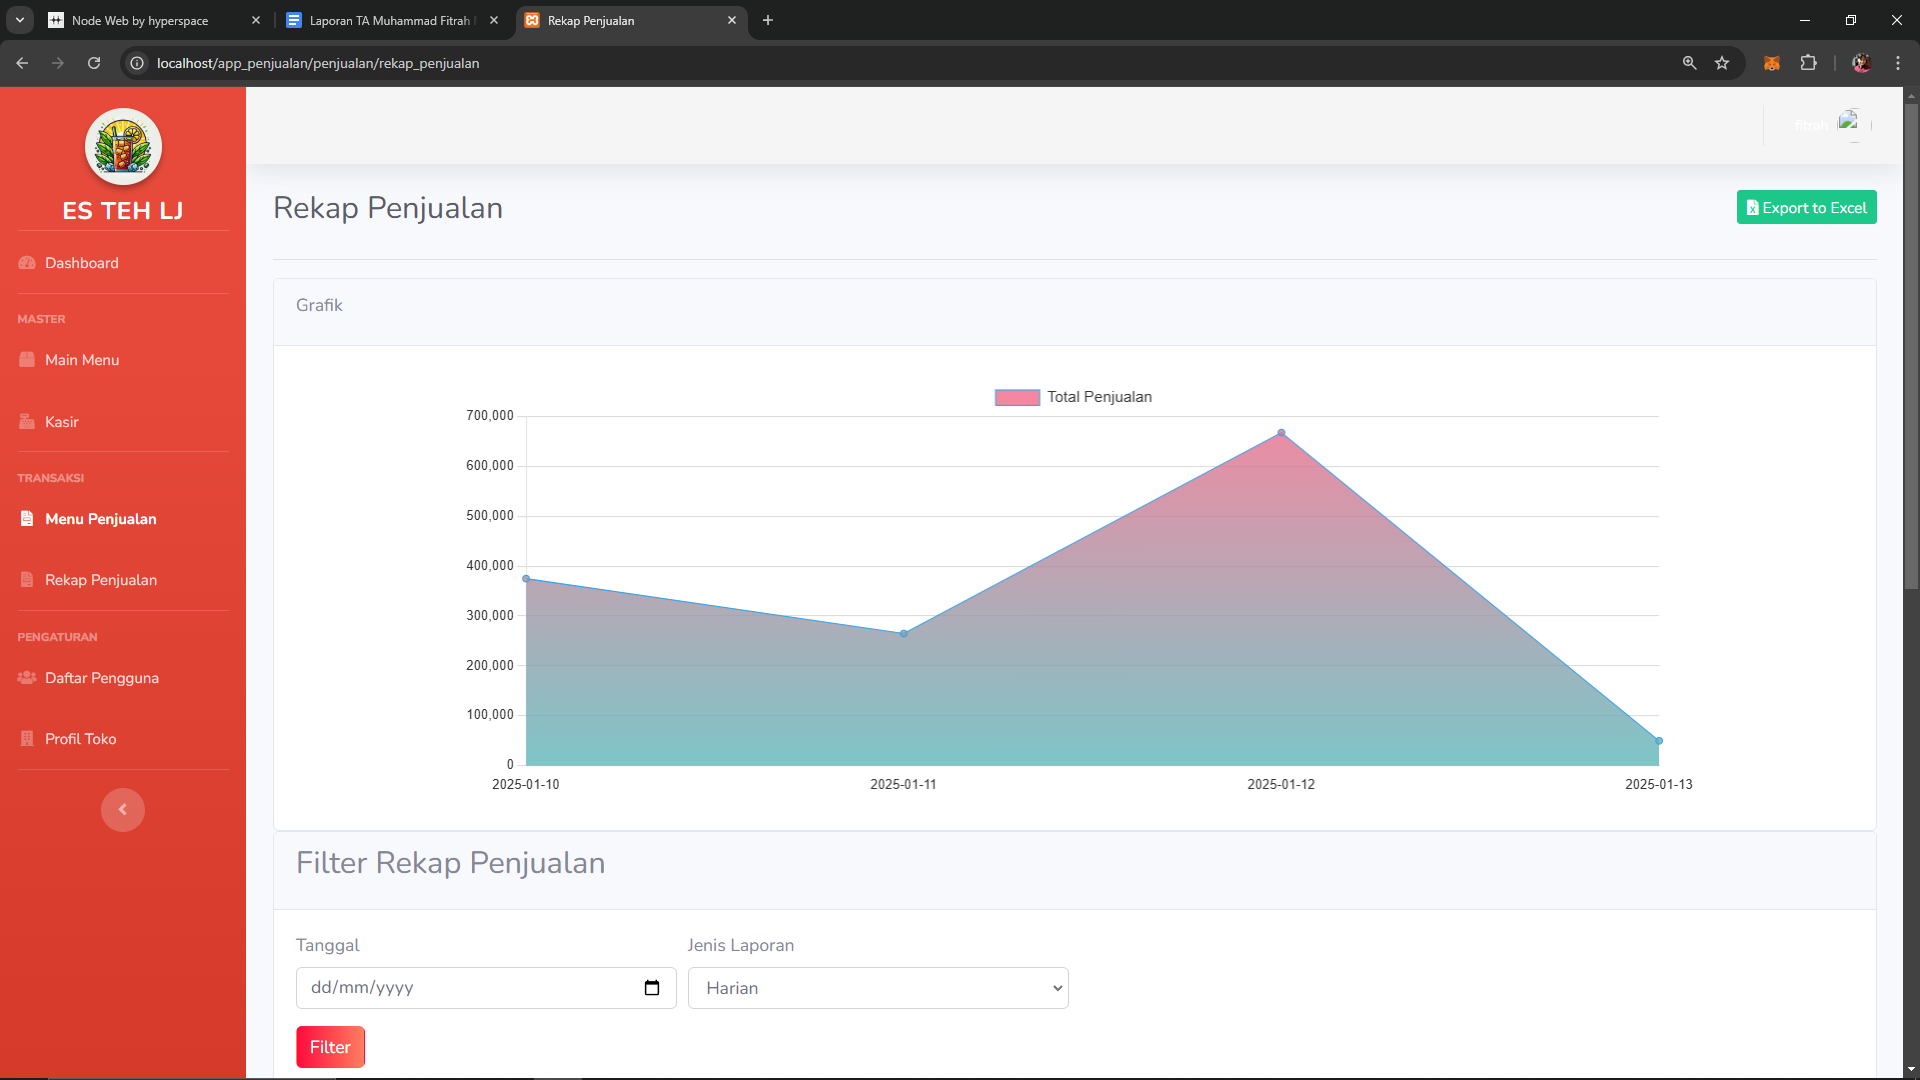 Node Web by hyperspace
Laporan TA Muhammad Fitrah
Rekap Penjualan
localhost/app_penjualan/penjualan/rekap_penjualan
ES TEH LJ
Dashboard
MASTER
Main Menu
Kasir
TRANSAKSI
Menu Penjualan
Rekap Penjualan
PENGATURAN
Daftar Pengguna
Profil Toko
fitrah
Rekap Penjualan
Export to Excel
Grafik
Total Penjualan
700,000
600,000
500,000
400,000
300,000
200,000
100,000
0
2025-01-10 2025-01-11 2025-01-12 2025-01-13
Filter Rekap Penjualan
Tanggal Jenis Laporan
dd/mm/yyyy Harian
Filter